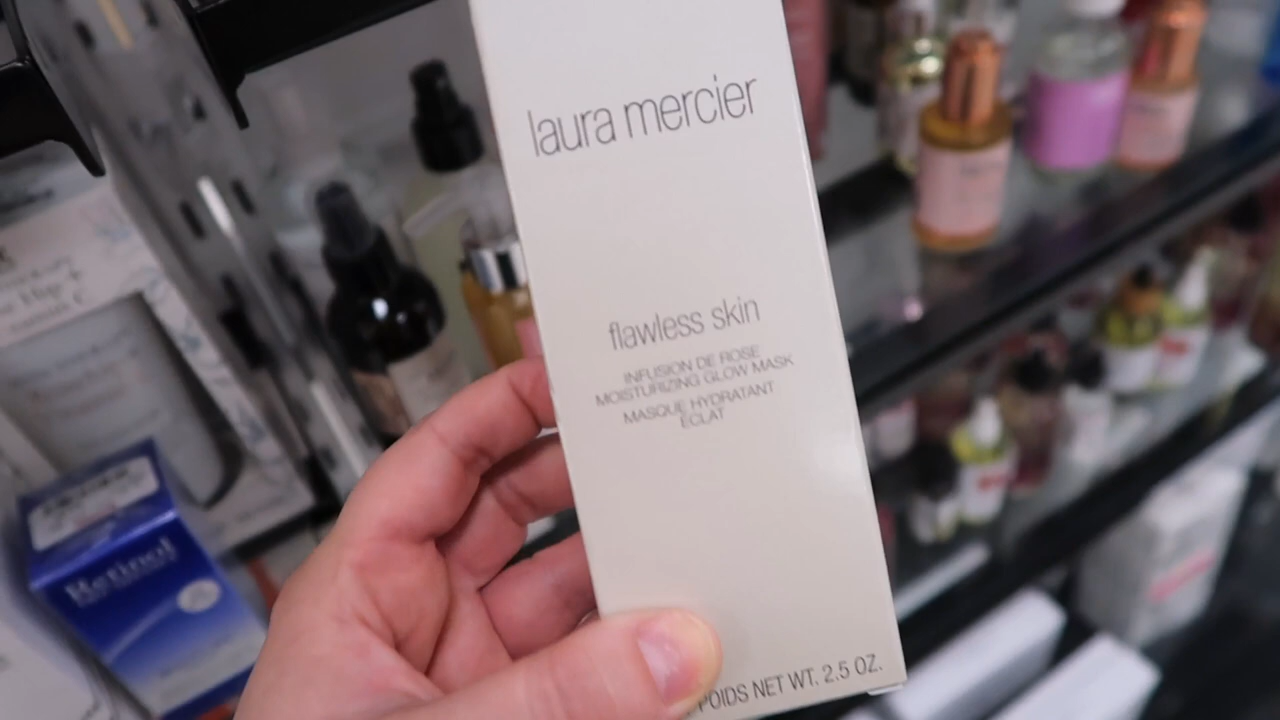 laura mercier
flawless skin
INFUSION DE ROSE
MOISTURIZING GLOW MASK
MASQUE HYDRATANT
ÉCLAT
POIDS NET WT. 2.5 OZ.
Retinol